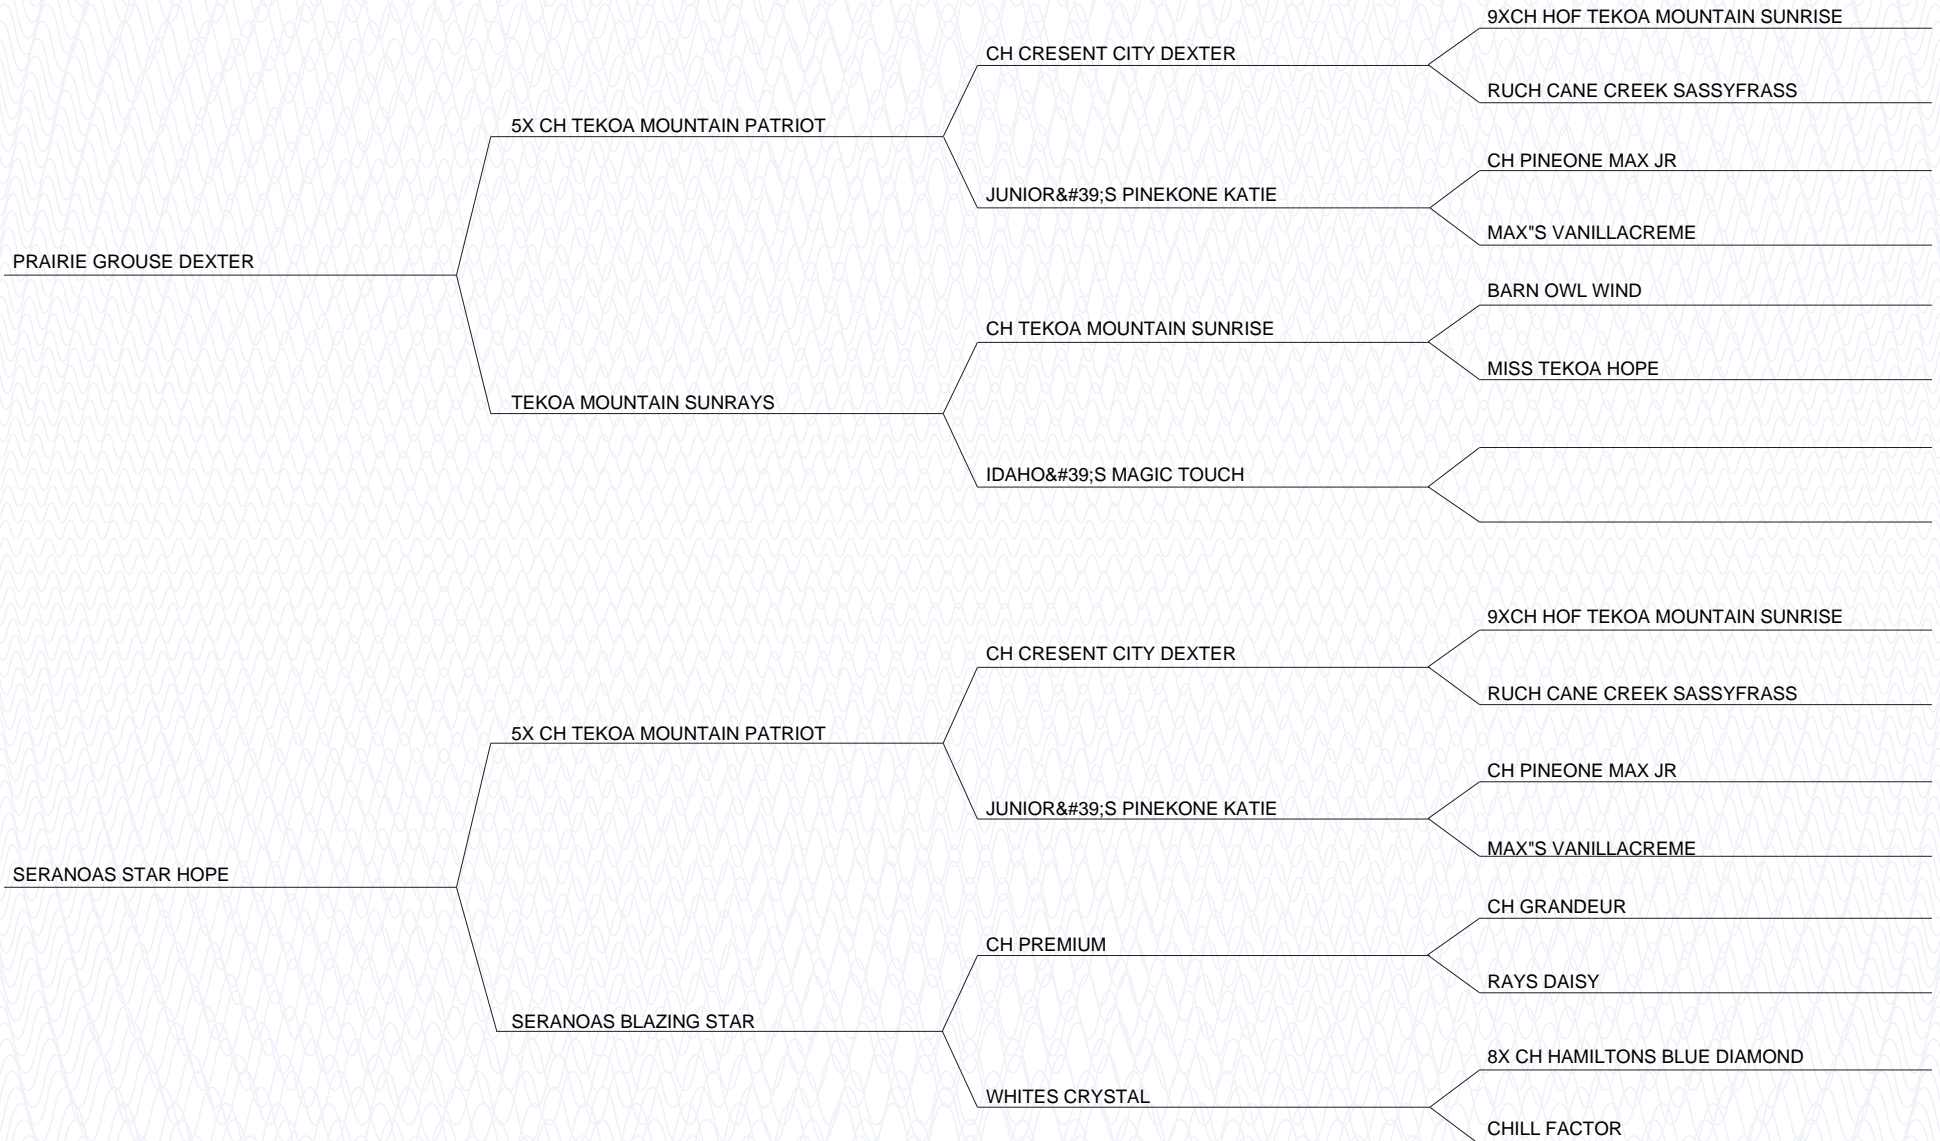 9XCH HOF TEKOA MOUNTAIN SUNRISE
CH CRESENT CITY DEXTER
RUCH CANE CREEK SASSYFRASS
5X CH TEKOA MOUNTAIN PATRIOT
CH PINEONE MAX JR
JUNIOR&#39;S PINEKONE KATIE
MAX"S VANILLACREME
PRAIRIE GROUSE DEXTER
BARN OWL WIND
CH TEKOA MOUNTAIN SUNRISE
MISS TEKOA HOPE
TEKOA MOUNTAIN SUNRAYS
IDAHO&#39;S MAGIC TOUCH
9XCH HOF TEKOA MOUNTAIN SUNRISE
CH CRESENT CITY DEXTER
RUCH CANE CREEK SASSYFRASS
5X CH TEKOA MOUNTAIN PATRIOT
CH PINEONE MAX JR
JUNIOR&#39;S PINEKONE KATIE
MAX"S VANILLACREME
SERANOAS STAR HOPE
CH GRANDEUR
CH PREMIUM
RAYS DAISY
SERANOAS BLAZING STAR
8X CH HAMILTONS BLUE DIAMOND
WHITES CRYSTAL
CHILL FACTOR